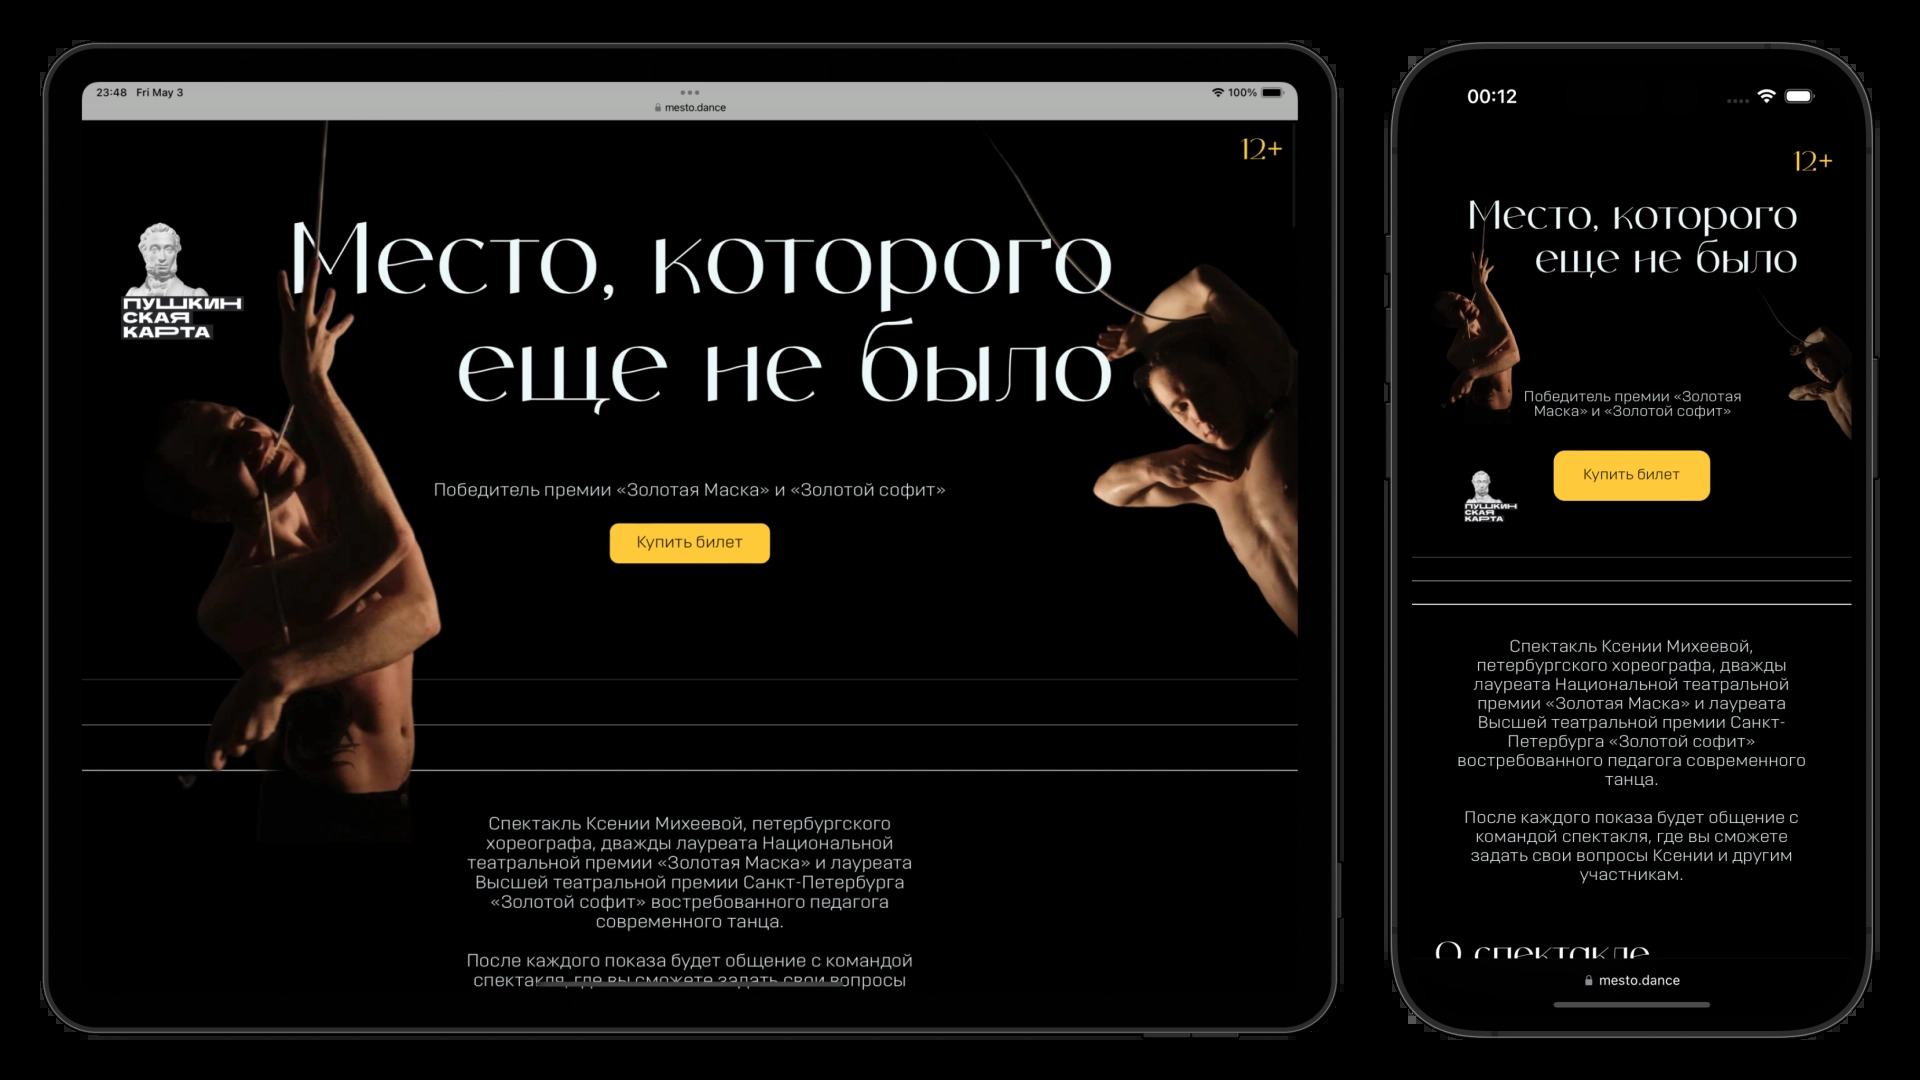 23:48 Fri May 3
mesto.dance
100%
12+
ПУШКИН
СКАЯ
КАРТА
Место, которого
еще не было
Победитель премии «Золотая Маска» и «Золотой софит»
Купить билет
Спектакль Ксении Михеевой, петербургского
хореографа, дважды лауреата Национальной
театральной премии «Золотая Маска» и лауреата
Высшей театральной премии Санкт-Петербурга
«Золотой софит» востребованного педагога
современного танца.
После каждого показа будет общение с командой
спектакля, где вы сможете задать свои вопросы
00:12
12+
Место, которого
еще не было
Победитель премии «Золотая
Маска» и «Золотой софит»
Купить билет
ПУШКИН
СКАЯ
КАРТА
Спектакль Ксении Михеевой,
петербургского хореографа, дважды
лауреата Национальной театральной
премии «Золотая Маска» и лауреата
Высшей театральной премии Санкт-
Петербурга «Золотой софит»
востребованного педагога современного
танца.
После каждого показа будет общение с
командой спектакля, где вы сможете
задать свои вопросы Ксении и другим
участникам.
О спектакле
mesto.dance